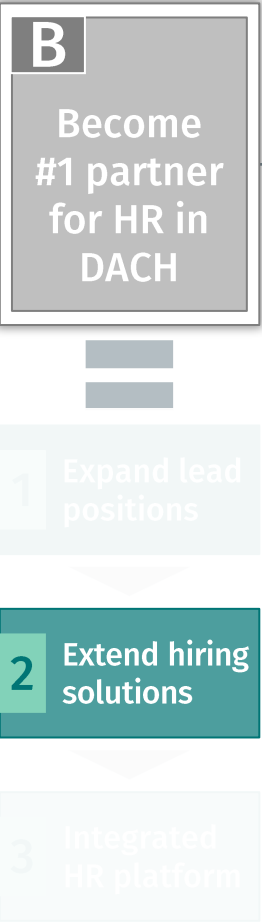 B
Become
#1 partner
for HR in
DACH
1
Expand lead
positions
2
Extend hiring
solutions
3
Integrated
HR platform